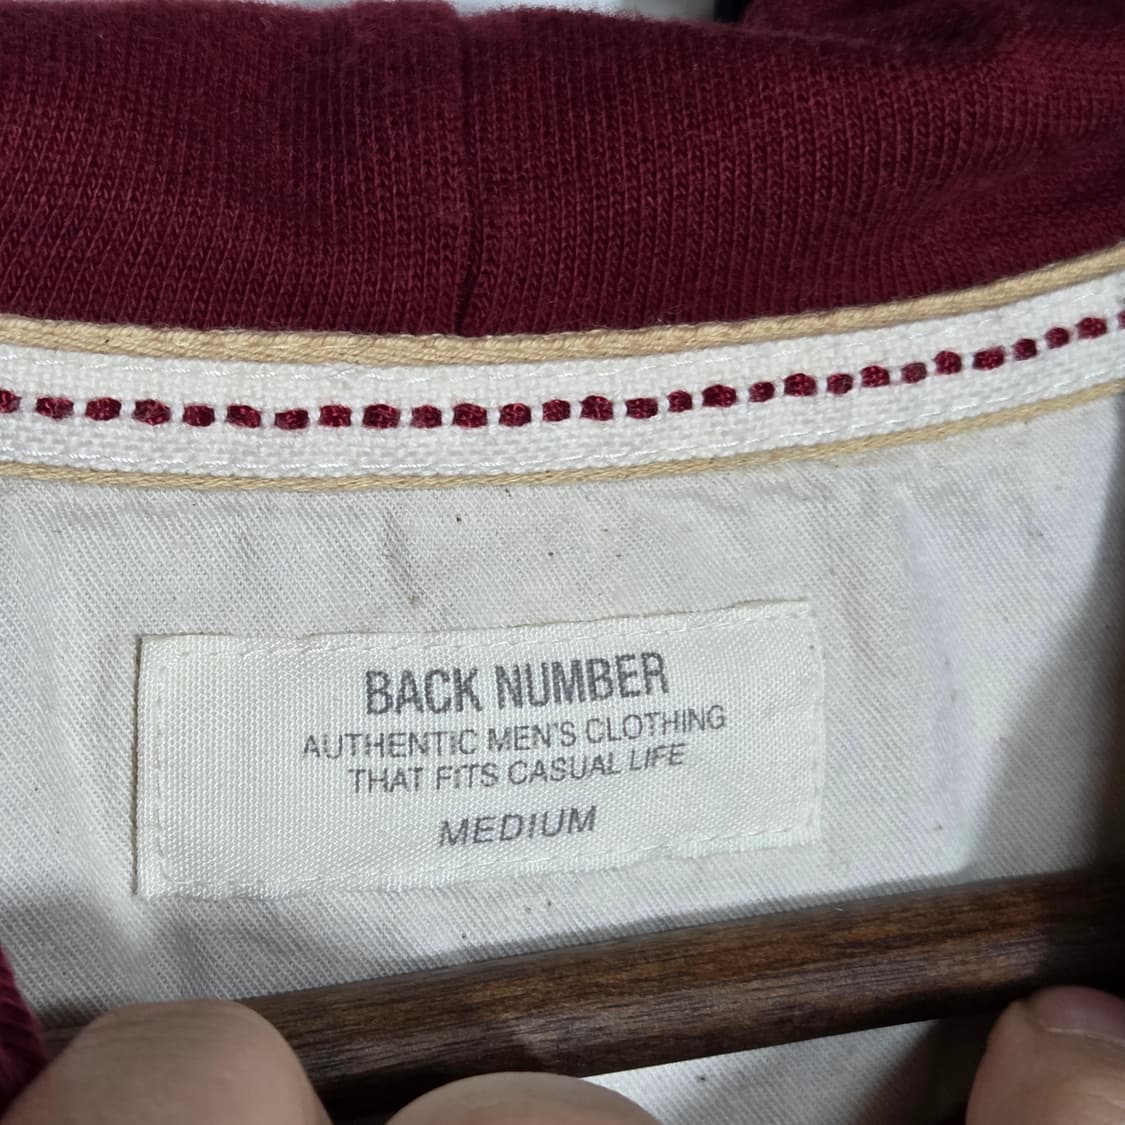 BACK NUMBER
AUTHENTIC MEN'S CLOTHING
THAT FITS CASUAL LIFE
MEDIUM